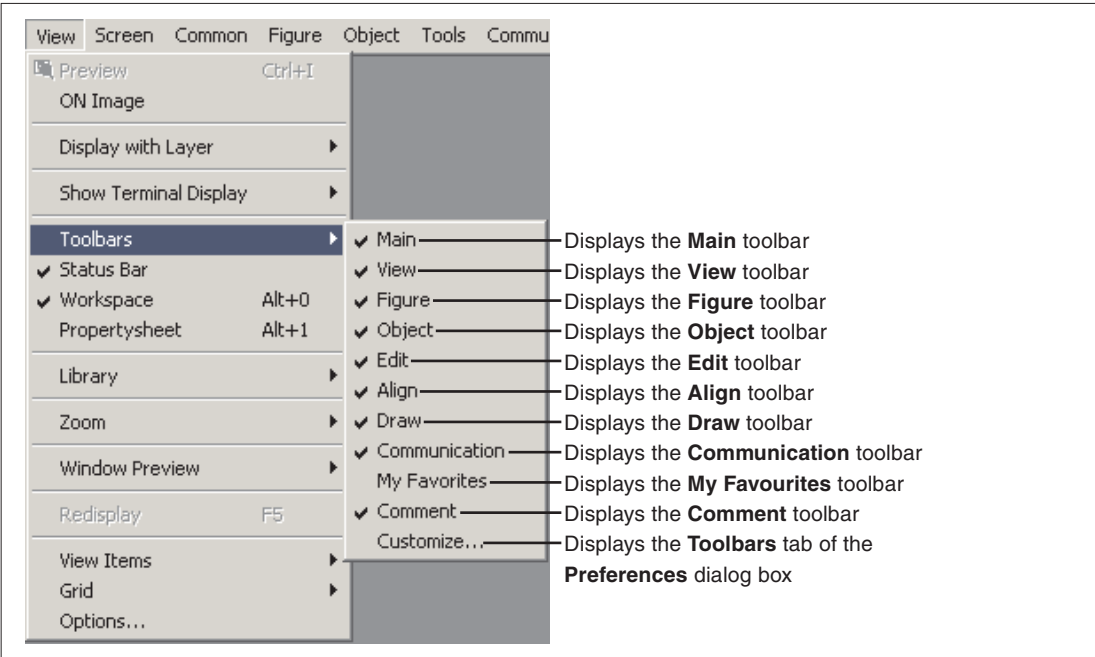 View Screen Common Figure Object Tools Commu
Preview Ctrl+I
ON Image
Display with Layer
Show Terminal Display
Toolbars
Status Bar
Workspace Alt+0
Propertysheet Alt+1
Library
Zoom
Window Preview
Redisplay F5
View Items
Grid
Options...
Main Displays the Main toolbar
View Displays the View toolbar
Figure Displays the Figure toolbar
Object Displays the Object toolbar
Edit Displays the Edit toolbar
Align Displays the Align toolbar
Draw Displays the Draw toolbar
Communication Displays the Communication toolbar
My Favorites Displays the My Favourites toolbar
Comment Displays the Comment toolbar
Customize... Displays the Toolbars tab of the
Preferences dialog box